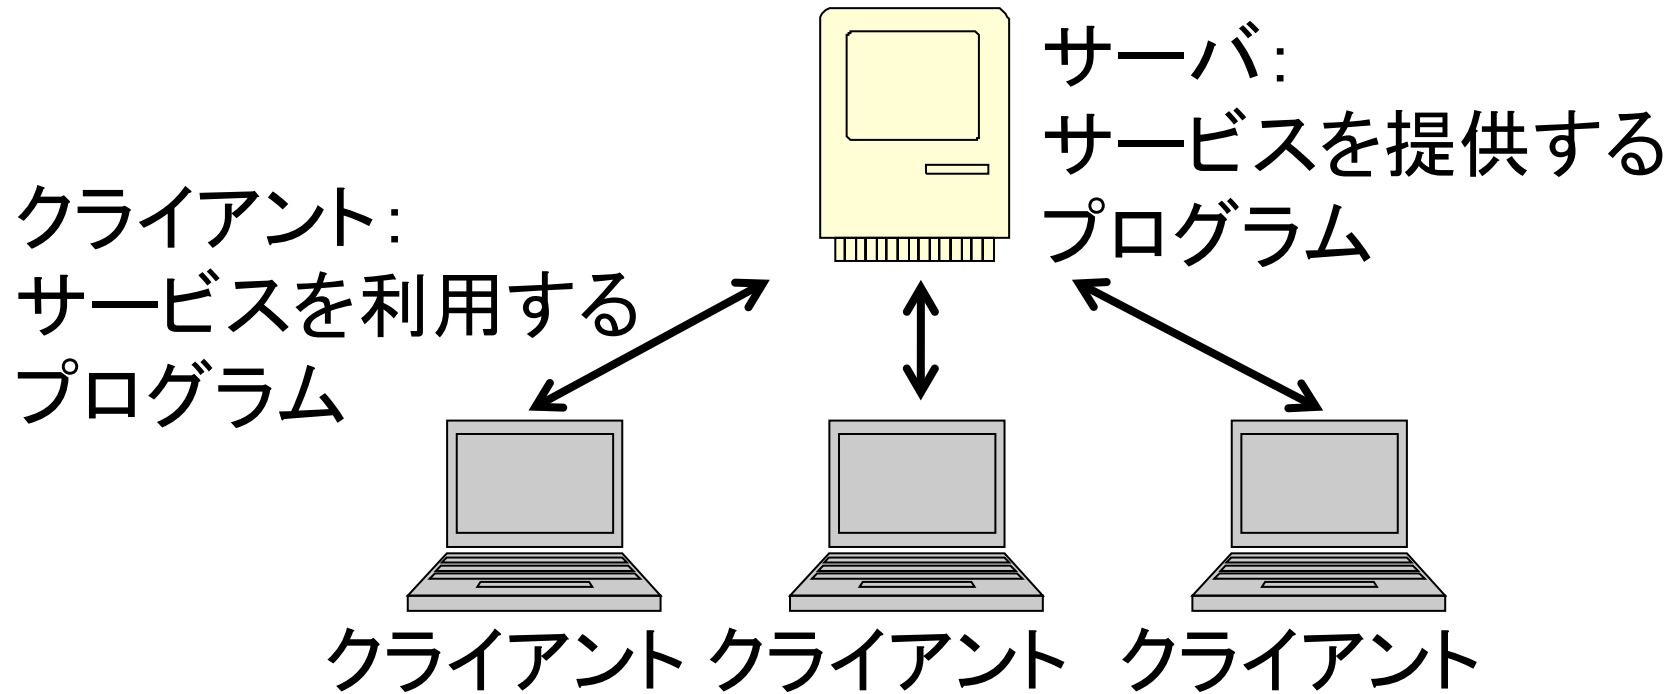 サーバ:
サービスを提供する
プログラム
クライアント:
サービスを利用する
プログラム
クライアント
クライアント
クライアント